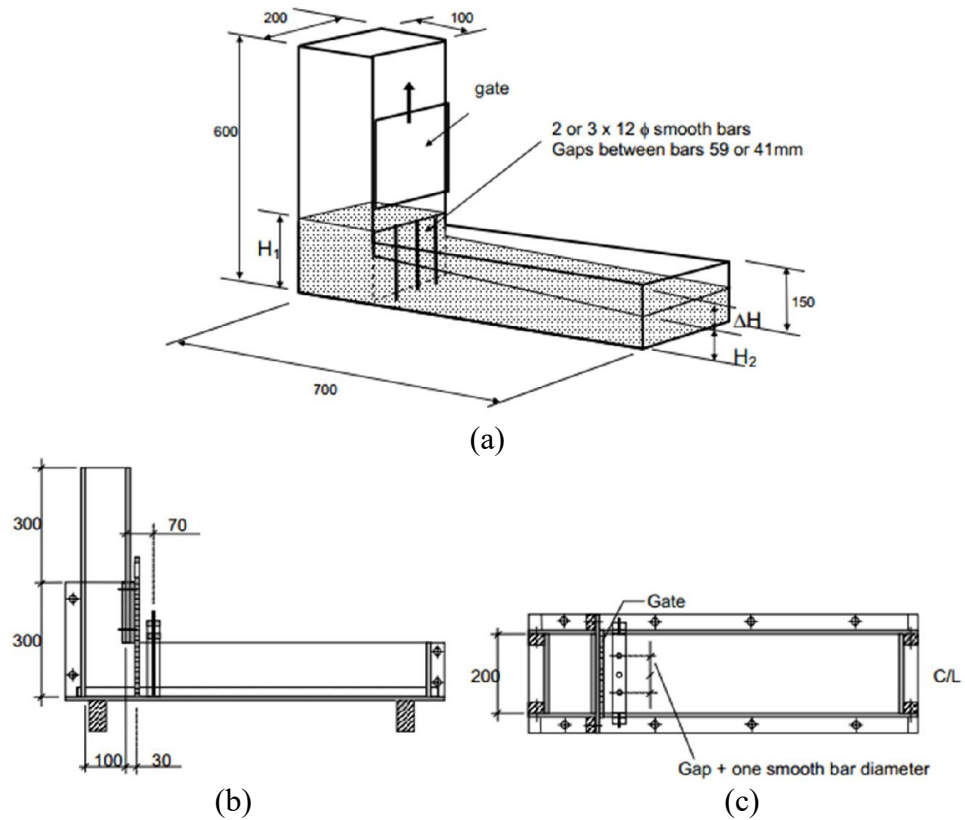 200
100
gate
600
2 or 3 x 12 ϕ smooth bars
Gaps between bars 59 or 41mm
H₁
150
ΔH
H₂
700
(a)
300
70
300
100
30
(b)
Gate
200
C/L
Gap + one smooth bar diameter
(c)